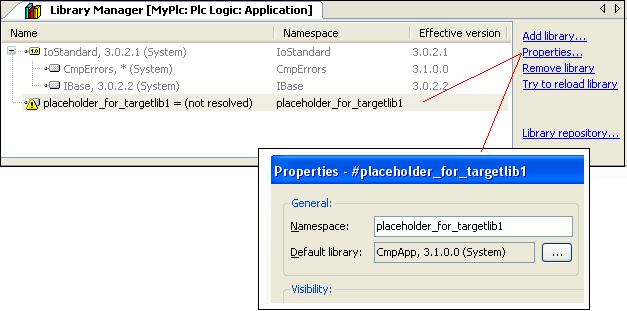 Library Manager [MyPlc: Plc Logic: Application]
Name Namespace Effective version
IoStandard, 3.0.2.1 (System) IoStandard 3.0.2.1
CmpErrors, * (System) CmpErrors 3.1.0.0
IBase, 3.0.2.2 (System) IBase 3.0.2.2
placeholder_for_targetlib1 = (not resolved) placeholder_for_targetlib1
Add library...
Properties...
Remove library
Try to reload library
Library repository...
Properties - #placeholder_for_targetlib1
General:
Namespace: placeholder_for_targetlib1
Default library: CmpApp, 3.1.0.0 (System) ...
Visibility: